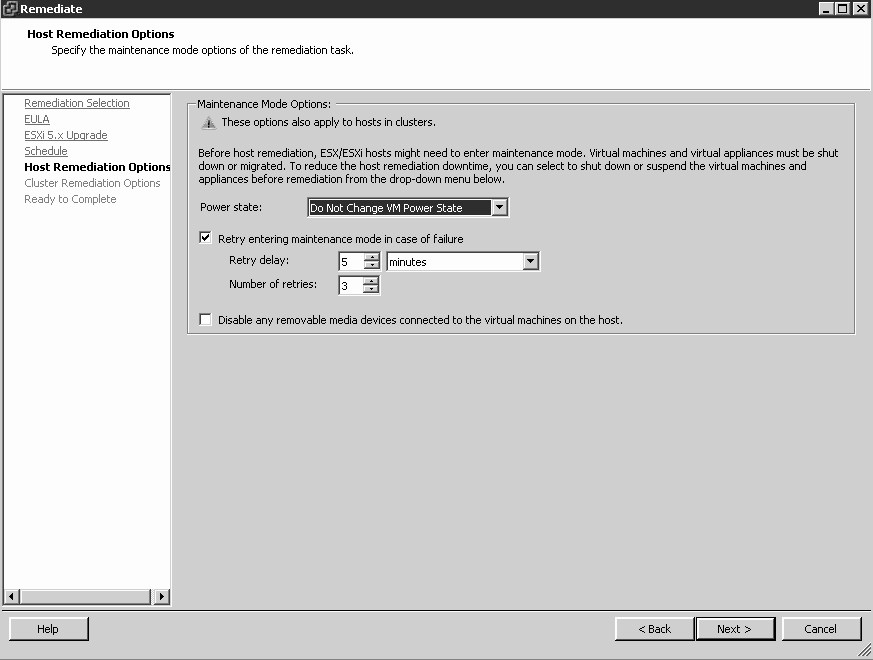 Remediate
Host Remediation Options
Specify the maintenance mode options of the remediation task.
Remediation Selection
EULA
ESXi 5.x Upgrade
Schedule
Host Remediation Options
Cluster Remediation Options
Ready to Complete
Maintenance Mode Options:
These options also apply to hosts in clusters.
Before host remediation, ESX/ESXi hosts might need to enter maintenance mode. Virtual machines and virtual appliances must be shut
down or migrated. To reduce the host remediation downtime, you can select to shut down or suspend the virtual machines and
appliances before remediation from the drop-down menu below.
Power state: Do Not Change VM Power State
Retry entering maintenance mode in case of failure
Retry delay: 5 minutes
Number of retries: 3
Disable any removable media devices connected to the virtual machines on the host.
Help < Back Next > Cancel